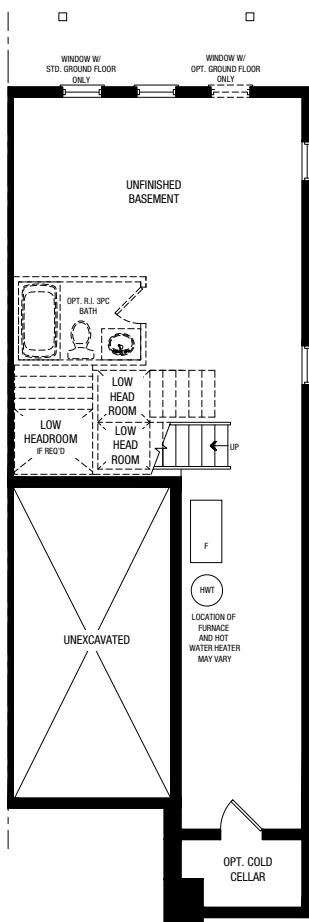 WINDOW W/
STD. GROUND FLOOR
ONLY
WINDOW W/
OPT. GROUND FLOOR
ONLY
UNFINISHED
BASEMENT
OPT. R.I. 3PC
BATH
LOW
HEAD
ROOM
LOW
HEADROOM
IF REQ'D
LOW
HEAD
ROOM
UP
F
HWT
LOCATION OF
FURNACE
AND HOT
WATER HEATER
MAY VARY
UNEXCAVATED
OPT. COLD
CELLAR